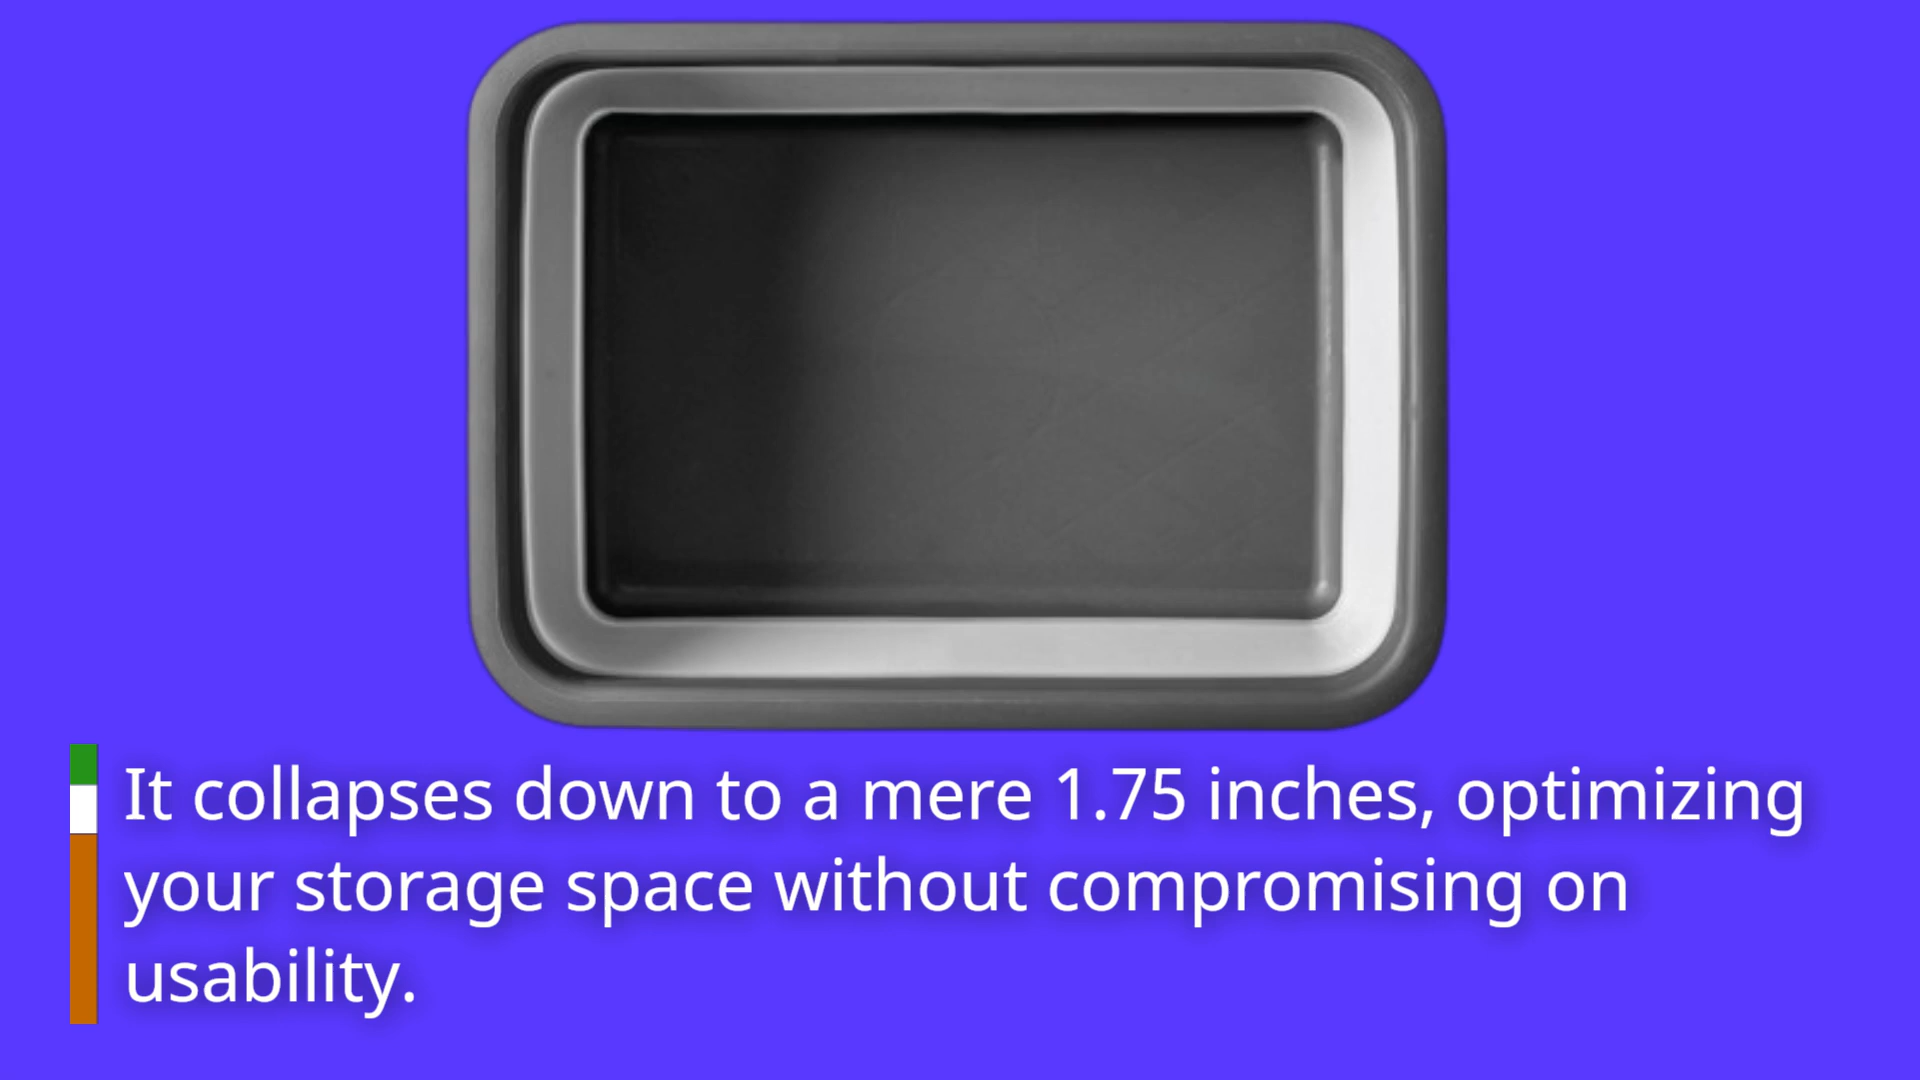 It collapses down to a mere 1.75 inches, optimizing
your storage space without compromising on
usability.